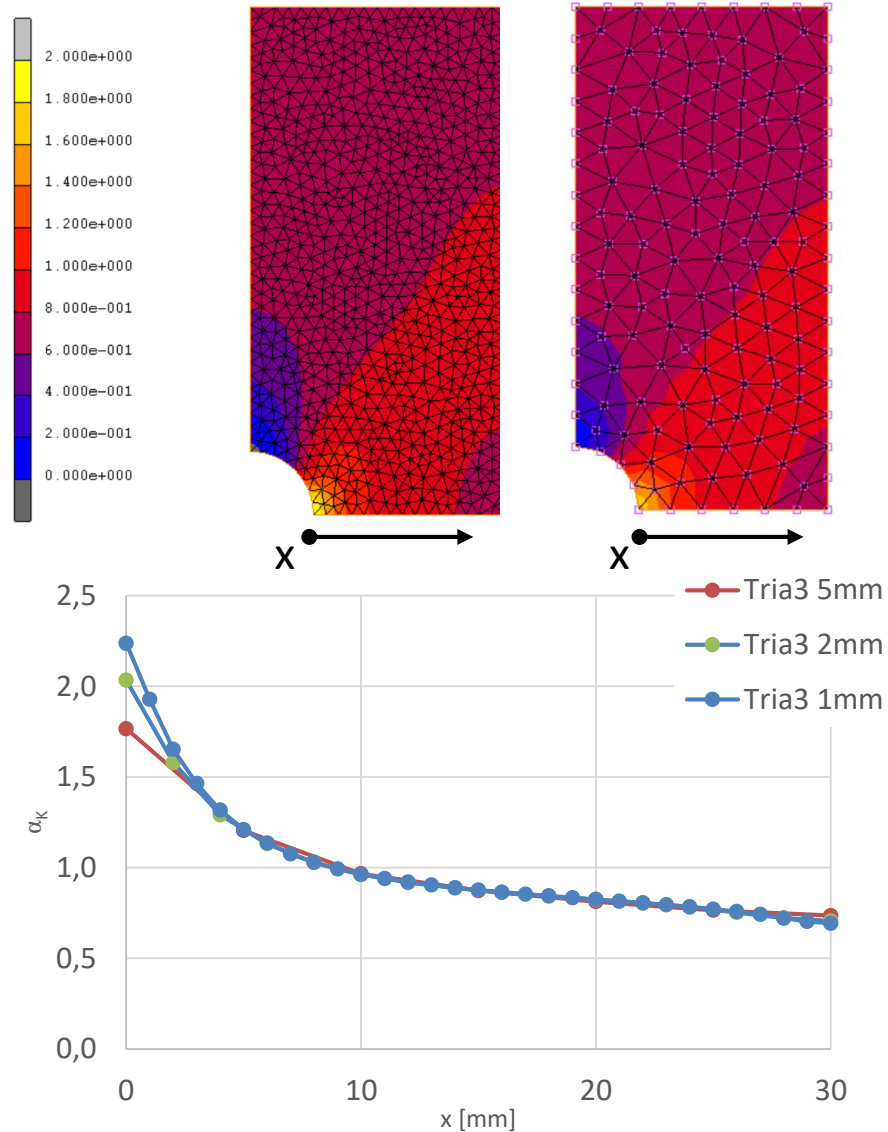 2.000e+000
1.800e+000
1.600e+000
1.400e+000
1.200e+000
1.000e+000
8.000e-001
6.000e-001
4.000e-001
2.000e-001
0.000e+000
X
X
Tria3 5mm
Tria3 2mm
Tria3 1mm
2,5
2,0
1,5
1,0
0,5
0,0
αK
0 10 20 30
x [mm]